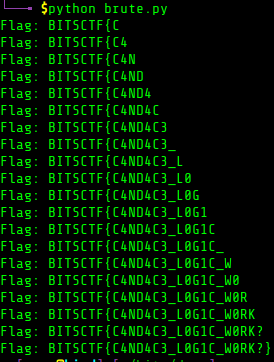 $python brute.py
Flag: BITSCTF{C
Flag: BITSCTF{C4
Flag: BITSCTF{C4N
Flag: BITSCTF{C4ND
Flag: BITSCTF{C4ND4
Flag: BITSCTF{C4ND4C
Flag: BITSCTF{C4ND4C3
Flag: BITSCTF{C4ND4C3_
Flag: BITSCTF{C4ND4C3_L
Flag: BITSCTF{C4ND4C3_L0
Flag: BITSCTF{C4ND4C3_L0G
Flag: BITSCTF{C4ND4C3_L0G1
Flag: BITSCTF{C4ND4C3_L0G1C
Flag: BITSCTF{C4ND4C3_L0G1C_
Flag: BITSCTF{C4ND4C3_L0G1C_W
Flag: BITSCTF{C4ND4C3_L0G1C_W0
Flag: BITSCTF{C4ND4C3_L0G1C_W0R
Flag: BITSCTF{C4ND4C3_L0G1C_W0RK
Flag: BITSCTF{C4ND4C3_L0G1C_W0RK?
Flag: BITSCTF{C4ND4C3_L0G1C_W0RK?}